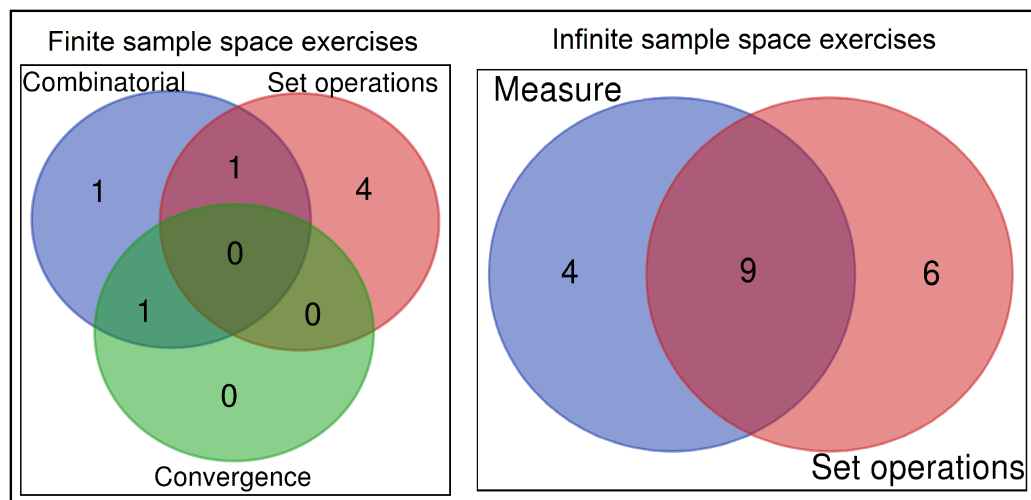 Finite sample space exercises
Combinatorial
Set operations
1
1
4
0
1
0
0
Convergence
Infinite sample space exercises
Measure
4
9
6
Set operations